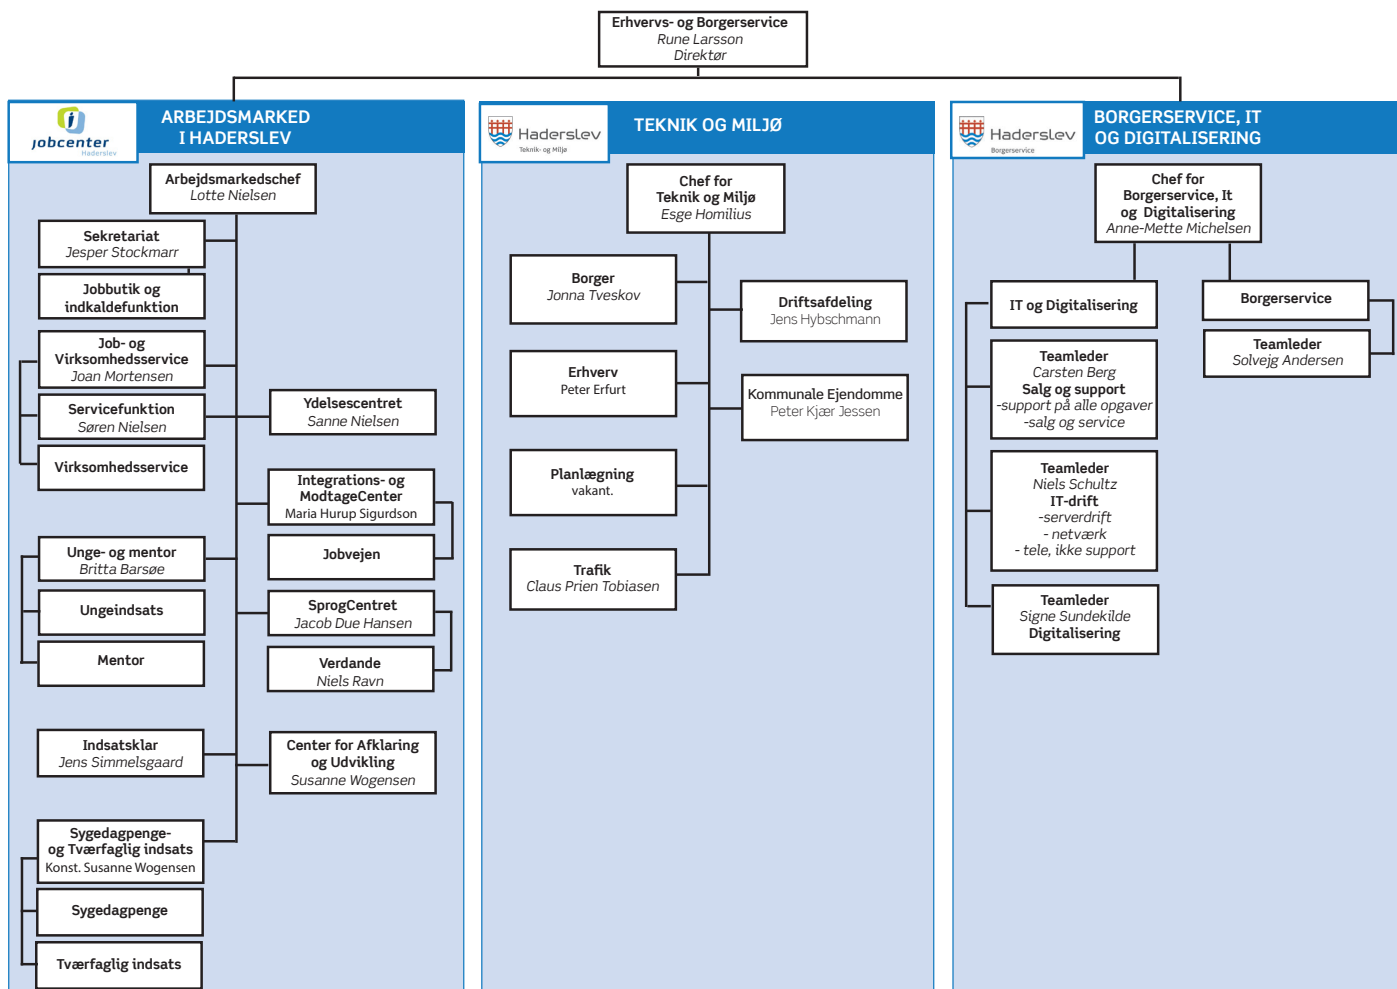 Erhvervs- og Borgerservice
Rune Larsson
Direktør
jobcenter
Haderslev
ARBEJDSMARKED
I HADERSLEV
Arbejdsmarkedschef
Lotte Nielsen
Sekretariat
Jesper Stockmarr
Jobbutik og
indkaldefunktion
Job- og
Virksomhedsservice
Joan Mortensen
Servicefunktion
Søren Nielsen
Virksomhedsservice
Ydelsescentret
Sanne Nielsen
Integrations- og
ModtageCenter
Maria Hurup Sigurdson
Jobvejen
Unge- og mentor
Britta Barsøe
Ungeindsats
Mentor
SprogCentret
Jacob Due Hansen
Verdande
Niels Ravn
Indsatsklar
Jens Simmelsgaard
Center for Afklaring
og Udvikling
Susanne Wogensen
Sygedagpenge-
og Tværfaglig indsats
Konst. Susanne Wogensen
Sygedagpenge
Tværfaglig indsats
Haderslev
Teknik- og Miljø
TEKNIK OG MILJØ
Chef for
Teknik og Miljø
Esge Homilius
Borger
Jonna Tveskov
Driftsafdeling
Jens Hybschmann
Erhverv
Peter Erfurt
Kommunale Ejendomme
Peter Kjær Jessen
Planlægning
vakant.
Trafik
Claus Prien Tobiasen
Haderslev
Borgerservice
BORGERSERVICE, IT
OG DIGITALISERING
Chef for
Borgerservice, It
og Digitalisering
Anne-Mette Michelsen
IT og Digitalisering
Teamleder
Carsten Berg
Salg og support
-support på alle opgaver
-salg og service
Teamleder
Niels Schultz
IT-drift
-serverdrift
- netværk
- tele, ikke support
Teamleder
Signe Sundekilde
Digitalisering
Borgerservice
Teamleder
Solvejg Andersen